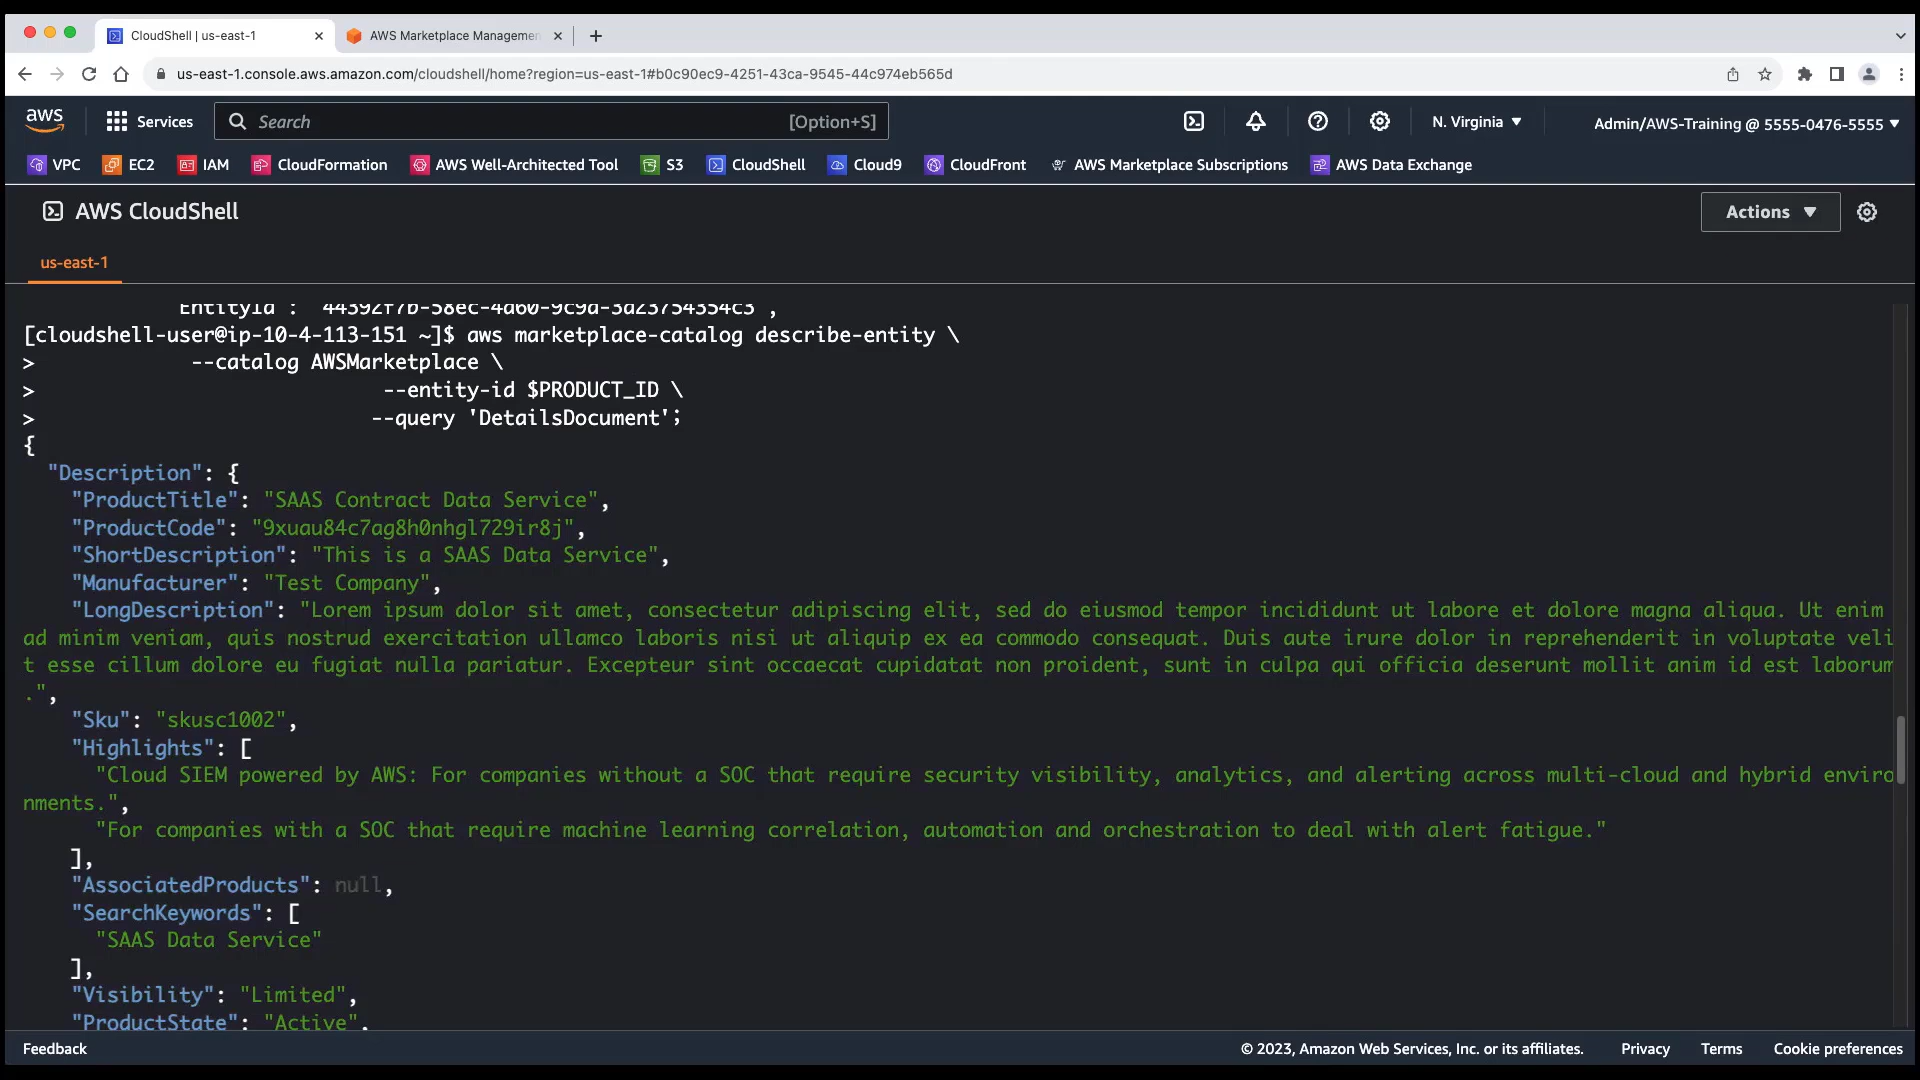 CloudShell | us-east-1
AWS Marketplace Managemen
us-east-1.console.aws.amazon.com/cloudshell/home?region=us-east-1#b0c90ec9-4251-43ca-9545-44c974eb565d
aws
Services
Search
[Option+S]
N. Virginia
Admin/AWS-Training @ 5555-0476-5555
VPC
EC2
IAM
CloudFormation
AWS Well-Architected Tool
S3
CloudShell
Cloud9
CloudFront
AWS Marketplace Subscriptions
AWS Data Exchange
AWS CloudShell
Actions
us-east-1
EntityId : 44392f7b-58ec-4d60-9c9d-3d23754354c3 ,
[cloudshell-user@ip-10-4-113-151 ~]$ aws marketplace-catalog describe-entity \
> --catalog AWSMarketplace \
> --entity-id $PRODUCT_ID \
> --query 'DetailsDocument';
{
"Description": {
"ProductTitle": "SAAS Contract Data Service",
"ProductCode": "9xuau84c7ag8h0nhgl729ir8j",
"ShortDescription": "This is a SAAS Data Service",
"Manufacturer": "Test Company",
"LongDescription": "Lorem ipsum dolor sit amet, consectetur adipiscing elit, sed do eiusmod tempor incididunt ut labore et dolore magna aliqua. Ut enim
ad minim veniam, quis nostrud exercitation ullamco laboris nisi ut aliquip ex ea commodo consequat. Duis aute irure dolor in reprehenderit in voluptate veli
t esse cillum dolore eu fugiat nulla pariatur. Excepteur sint occaecat cupidatat non proident, sunt in culpa qui officia deserunt mollit anim id est laborum
.",
"Sku": "skusc1002",
"Highlights": [
"Cloud SIEM powered by AWS: For companies without a SOC that require security visibility, analytics, and alerting across multi-cloud and hybrid enviro
nments.",
"For companies with a SOC that require machine learning correlation, automation and orchestration to deal with alert fatigue."
],
"AssociatedProducts": null,
"SearchKeywords": [
"SAAS Data Service"
],
"Visibility": "Limited",
"ProductState": "Active",
Feedback
© 2023, Amazon Web Services, Inc. or its affiliates.
Privacy
Terms
Cookie preferences